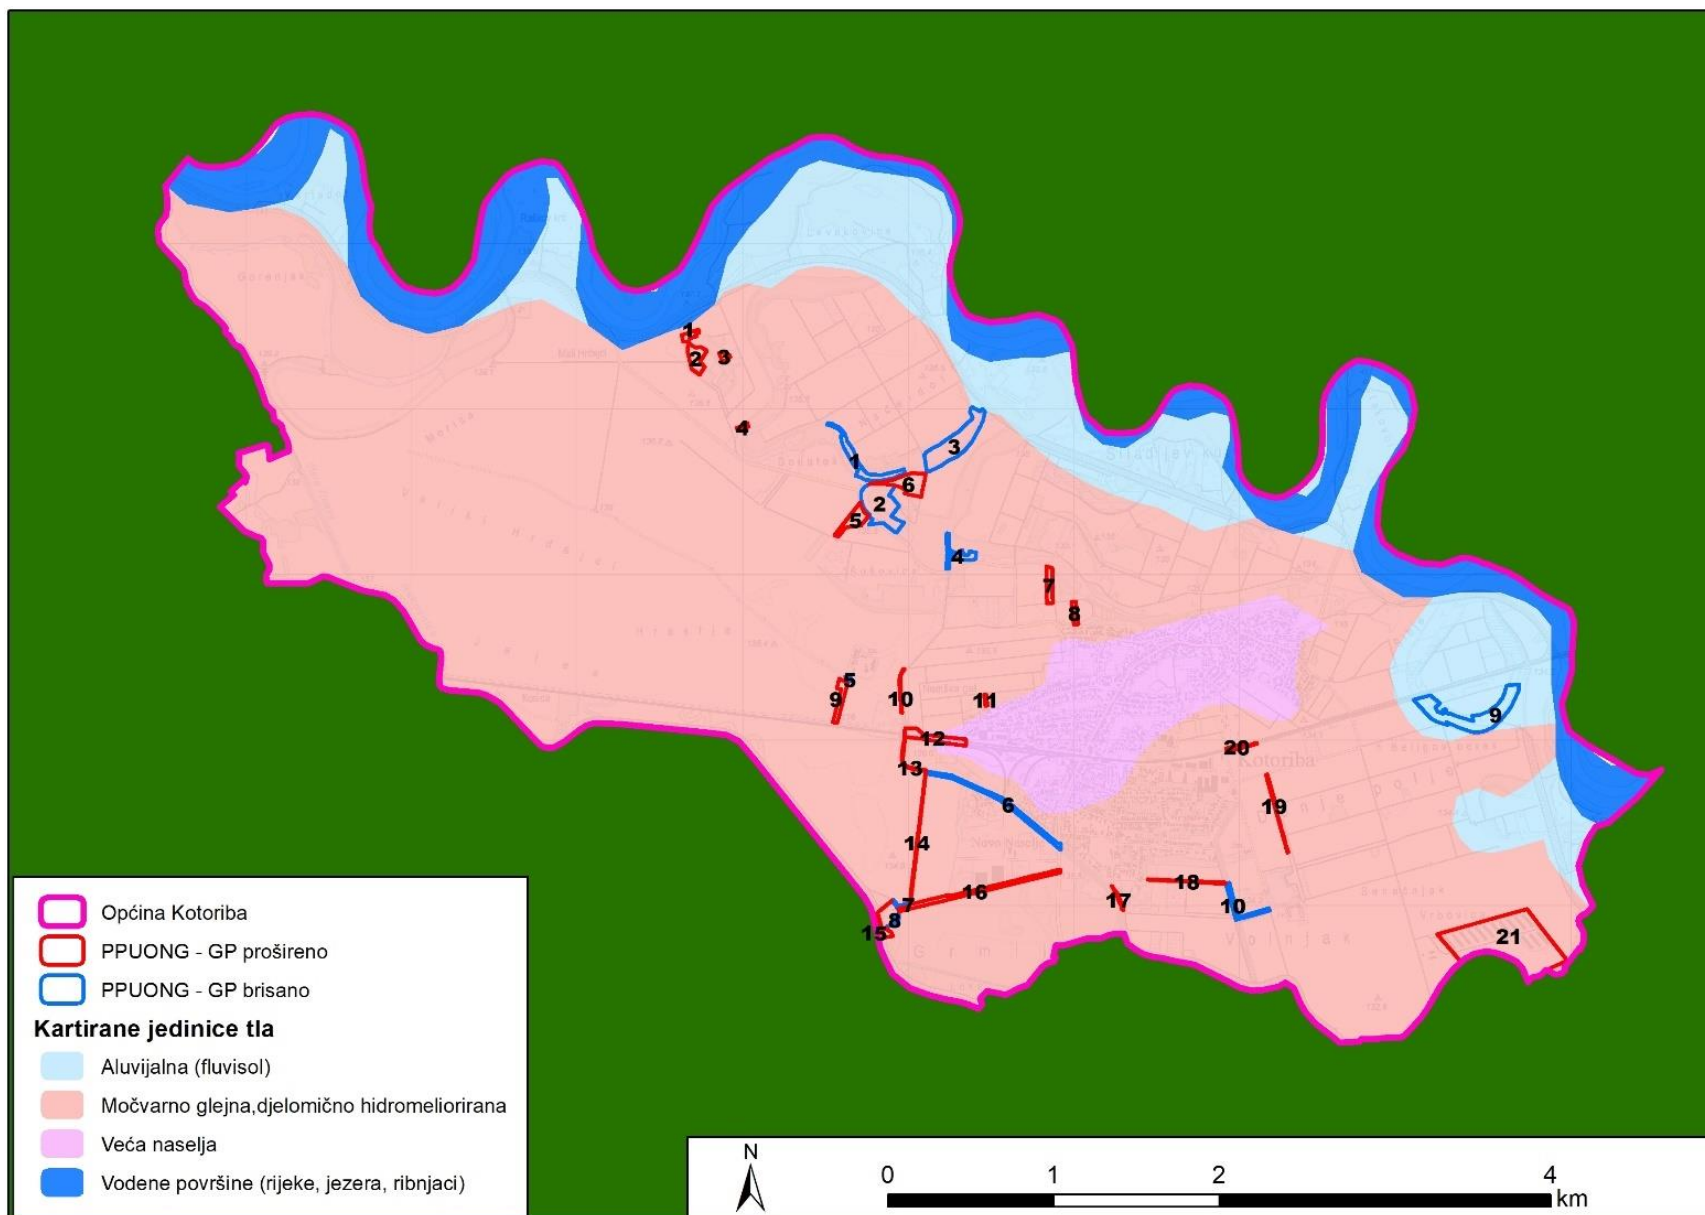 1
2
3
4
1
3
6
2
5
4
7
8
5
9
10
11
12
13
20
Kotoriba
9
6
19
14
16
17
18
10
7
8
15
21
Općina Kotoriba
PPUONG - GP prošireno
PPUONG - GP brisano
Kartirane jedinice tla
Aluvijalna (fluvisol)
Močvarno glejna,djelomično hidromeliorirana
Veća naselja
Vodene površine (rijeke, jezera, ribnjaci)
N
0 1 2 4
km